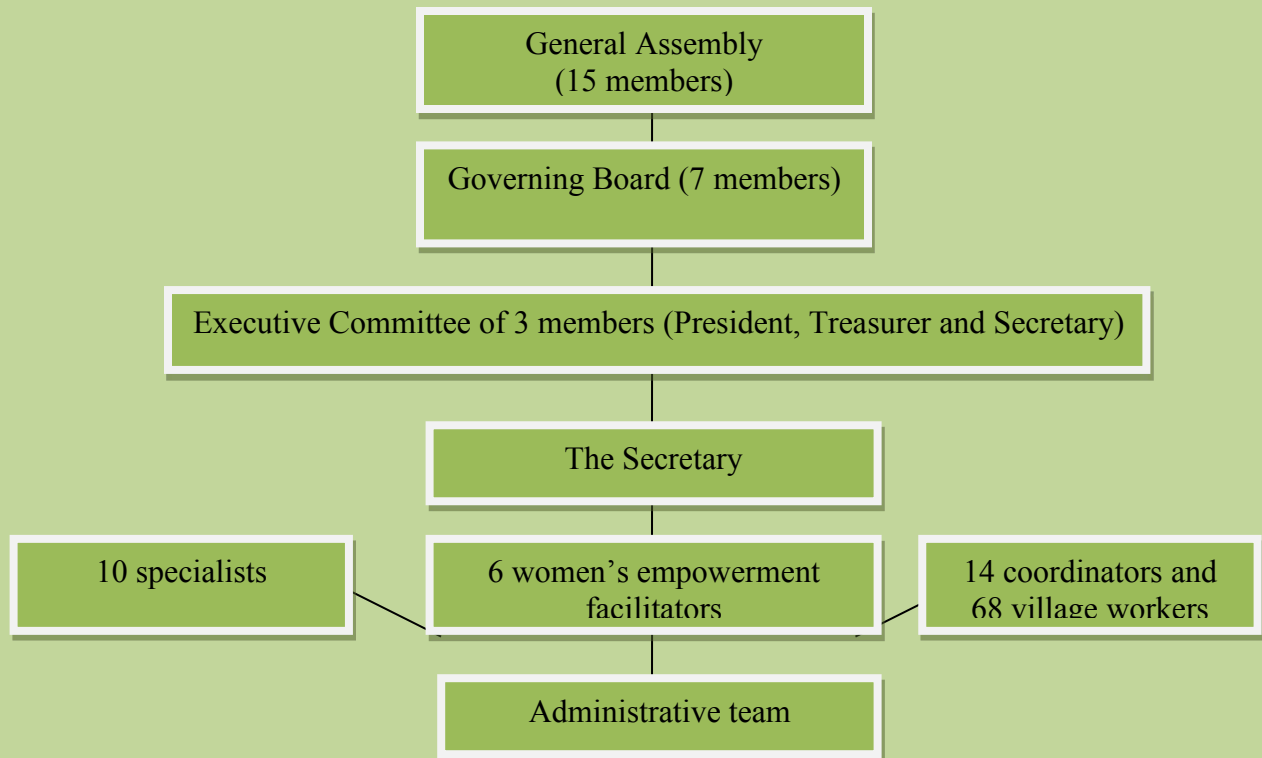 General Assembly
(15 members)
Governing Board (7 members)
Executive Committee of 3 members (President, Treasurer and Secretary)
The Secretary
10 specialists
6 women’s empowerment
facilitators
14 coordinators and
68 village workers
Administrative team